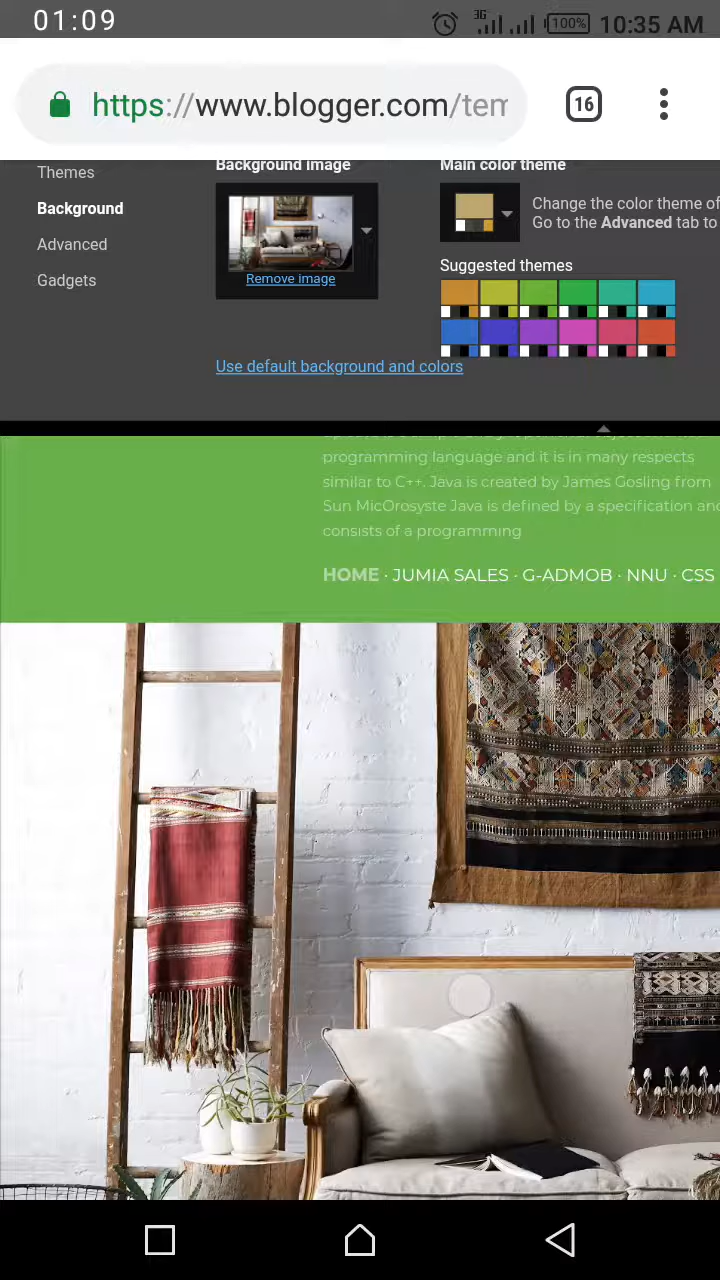 01:09
3G
100%
10:35 AM
https://www.blogger.com/tem
16
Themes
Background
Advanced
Gadgets
Background image
Remove image
Use default background and colors
Main color theme
Change the color theme of
Go to the Advanced tab to
Suggested themes
programming language and it is in many respects
similar to C++. Java is created by James Gosling from
Sun MicOrosyste Java is defined by a specification and
consists of a programming
HOME · JUMIA SALES · G-ADMOB · NNU · CSS